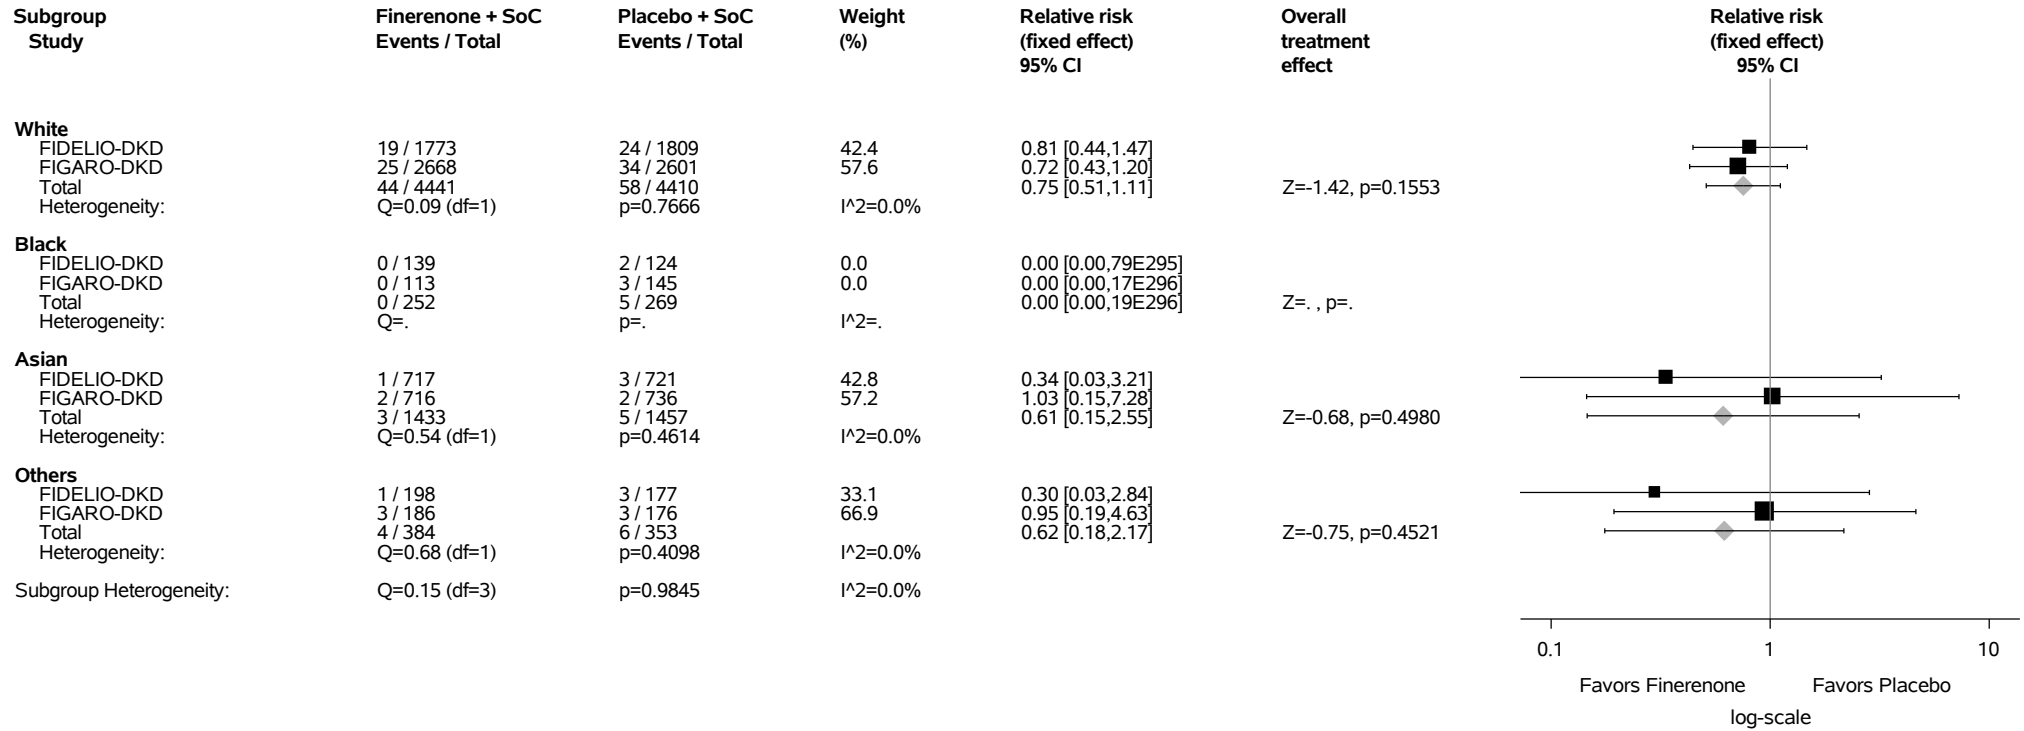 Subgroup Finerenone + SoC Placebo + SoC Weight Relative risk Overall Relative risk
Study Events / Total Events / Total (%) (fixed effect) treatment (fixed effect)
95% CI effect 95% CI
White
FIDELIO-DKD 19 / 1773 24 / 1809 42.4 0.81 [0.44,1.47]
FIGARO-DKD 25 / 2668 34 / 2601 57.6 0.72 [0.43,1.20]
Total 44 / 4441 58 / 4410 0.75 [0.51,1.11] Z=-1.42, p=0.1553
Heterogeneity: Q=0.09 (df=1) p=0.7666 I^2=0.0%
Black
FIDELIO-DKD 0 / 139 2 / 124 0.0 0.00 [0.00,79E295]
FIGARO-DKD 0 / 113 3 / 145 0.0 0.00 [0.00,17E296]
Total 0 / 252 5 / 269 0.00 [0.00,19E296] Z=. , p=.
Heterogeneity: Q=. p=. I^2=.
Asian
FIDELIO-DKD 1 / 717 3 / 721 42.8 0.34 [0.03,3.21]
FIGARO-DKD 2 / 716 2 / 736 57.2 1.03 [0.15,7.28]
Total 3 / 1433 5 / 1457 0.61 [0.15,2.55] Z=-0.68, p=0.4980
Heterogeneity: Q=0.54 (df=1) p=0.4614 I^2=0.0%
Others
FIDELIO-DKD 1 / 198 3 / 177 33.1 0.30 [0.03,2.84]
FIGARO-DKD 3 / 186 3 / 176 66.9 0.95 [0.19,4.63]
Total 4 / 384 6 / 353 0.62 [0.18,2.17] Z=-0.75, p=0.4521
Heterogeneity: Q=0.68 (df=1) p=0.4098 I^2=0.0%
Subgroup Heterogeneity: Q=0.15 (df=3) p=0.9845 I^2=0.0%
0.1 1 10
Favors Finerenone Favors Placebo
log-scale